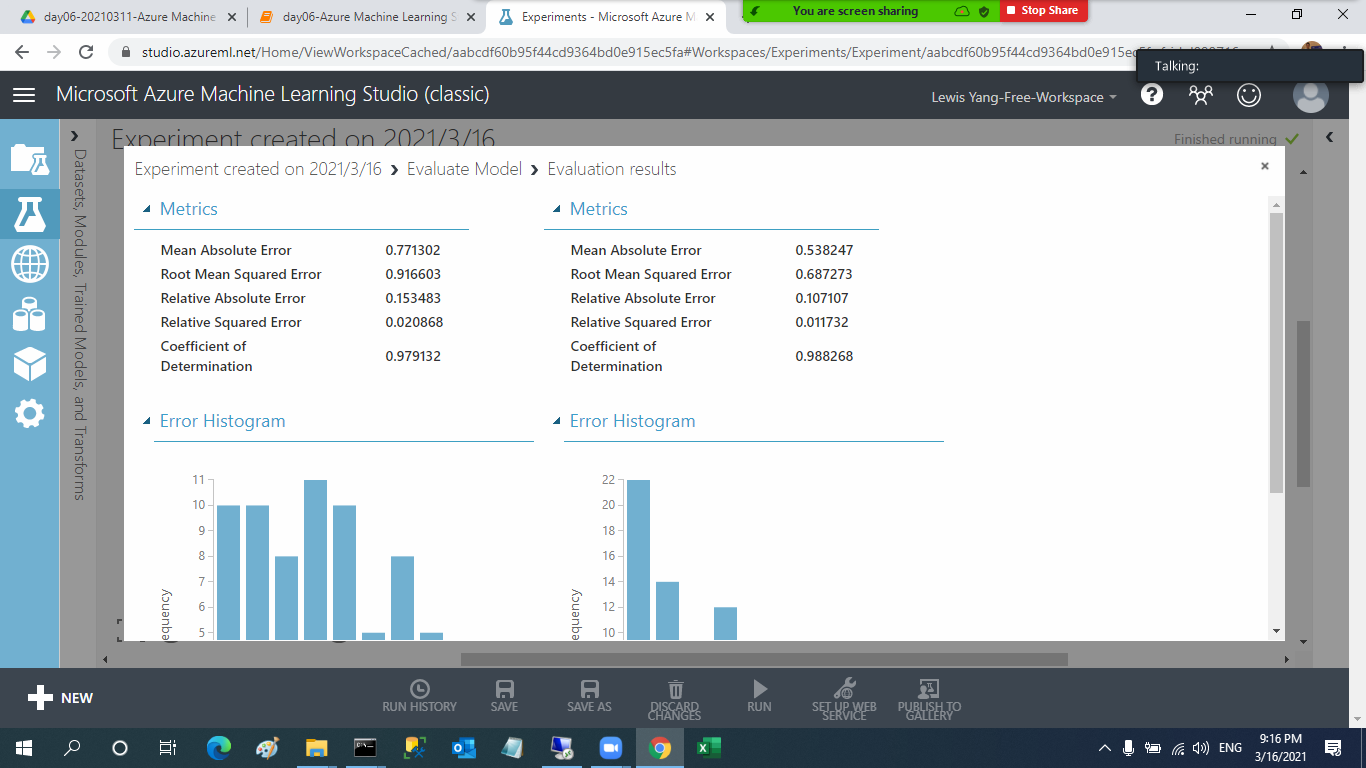 day06-20210311-Azure Machine
day06-Azure Machine Learning S
Experiments - Microsoft Azure M
You are screen sharing
Stop Share
studio.azureml.net/Home/ViewWorkspaceCached/aabcdf60b95f44cd9364bd0e915ec5fa#Workspaces/Experiments/Experiment/aabcdf60b95f44cd9364bd0e915ec
Talking:
Microsoft Azure Machine Learning Studio (classic)
Lewis Yang-Free-Workspace
Experiment created on 2021/3/16
Finished running
Datasets, Modules, Trained Models, and Transforms
Experiment created on 2021/3/16 > Evaluate Model > Evaluation results
Metrics
Mean Absolute Error 0.771302
Root Mean Squared Error 0.916603
Relative Absolute Error 0.153483
Relative Squared Error 0.020868
Coefficient of
Determination 0.979132
Metrics
Mean Absolute Error 0.538247
Root Mean Squared Error 0.687273
Relative Absolute Error 0.107107
Relative Squared Error 0.011732
Coefficient of
Determination 0.988268
Error Histogram
11
10
9
8
7
6
5
equency
Error Histogram
22
20
18
16
14
12
10
equency
NEW
RUN HISTORY
SAVE
SAVE AS
DISCARD
CHANGES
RUN
SET UP WEB
SERVICE
PUBLISH TO
GALLERY
ENG
9:16 PM
3/16/2021